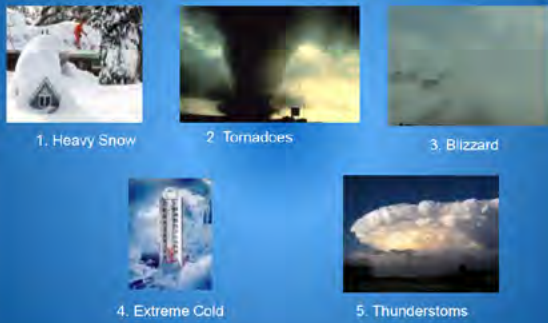 1. Heavy Snow
2 Tornadoes
3. Blizzard
4. Extreme Cold
5. Thunderstoms